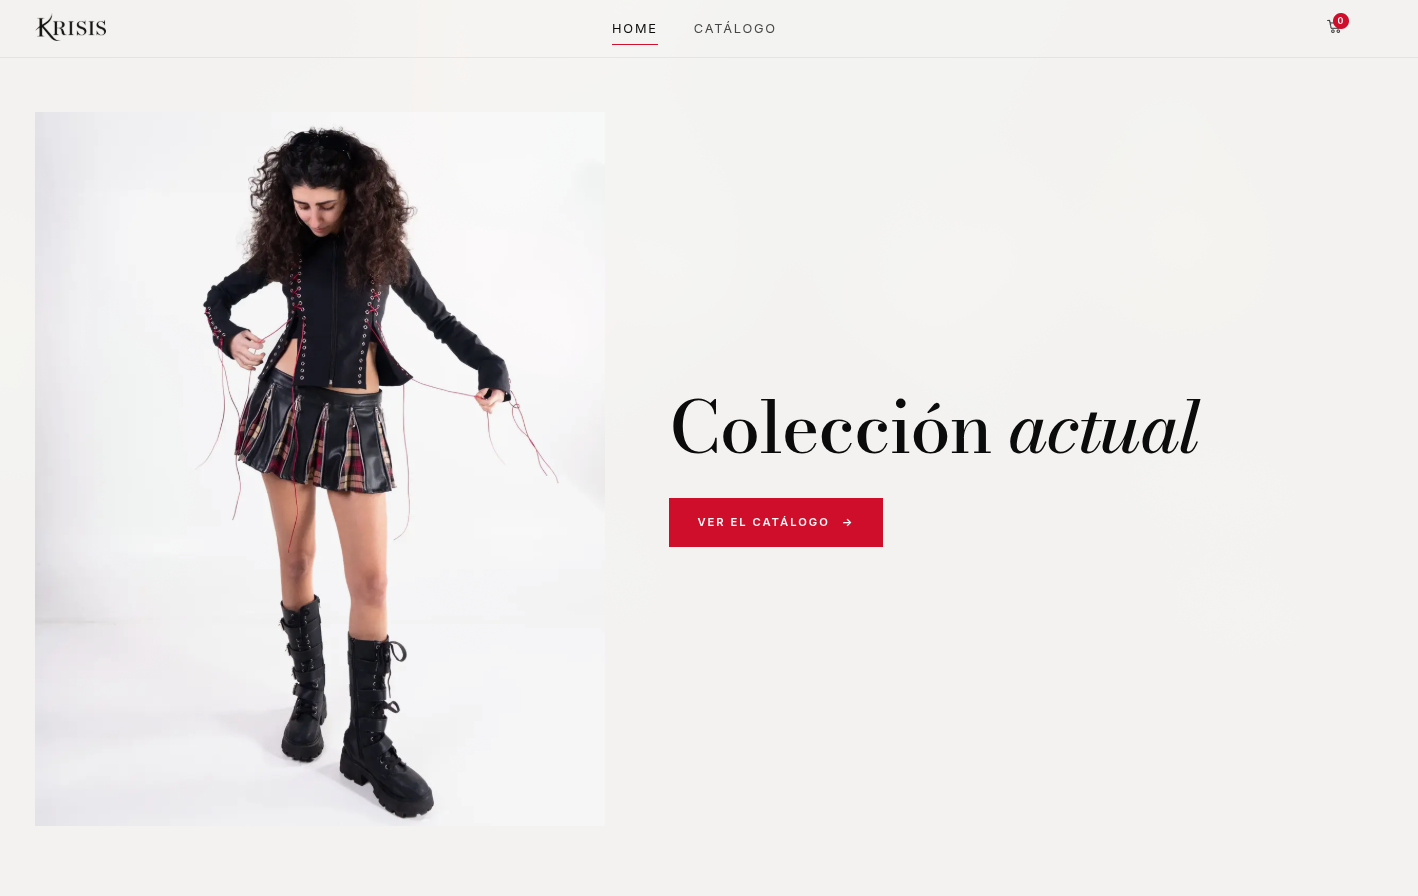 KRISIS
HOME
CATÁLOGO
0
Colección actual
VER EL CATÁLOGO →